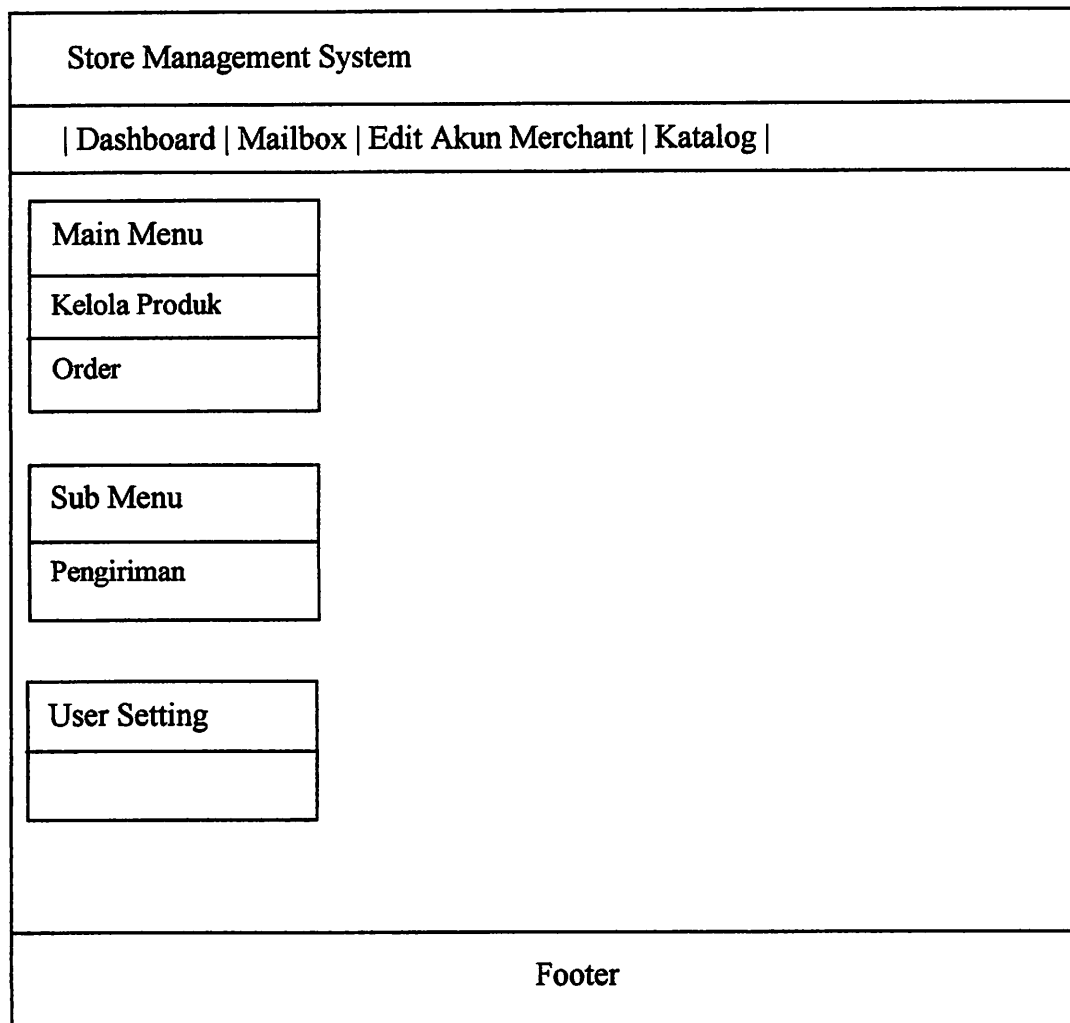 Store Management System
| Dashboard | Mailbox | Edit Akun Merchant | Katalog |
Main Menu
Kelola Produk
Order
Sub Menu
Pengiriman
User Setting
Footer